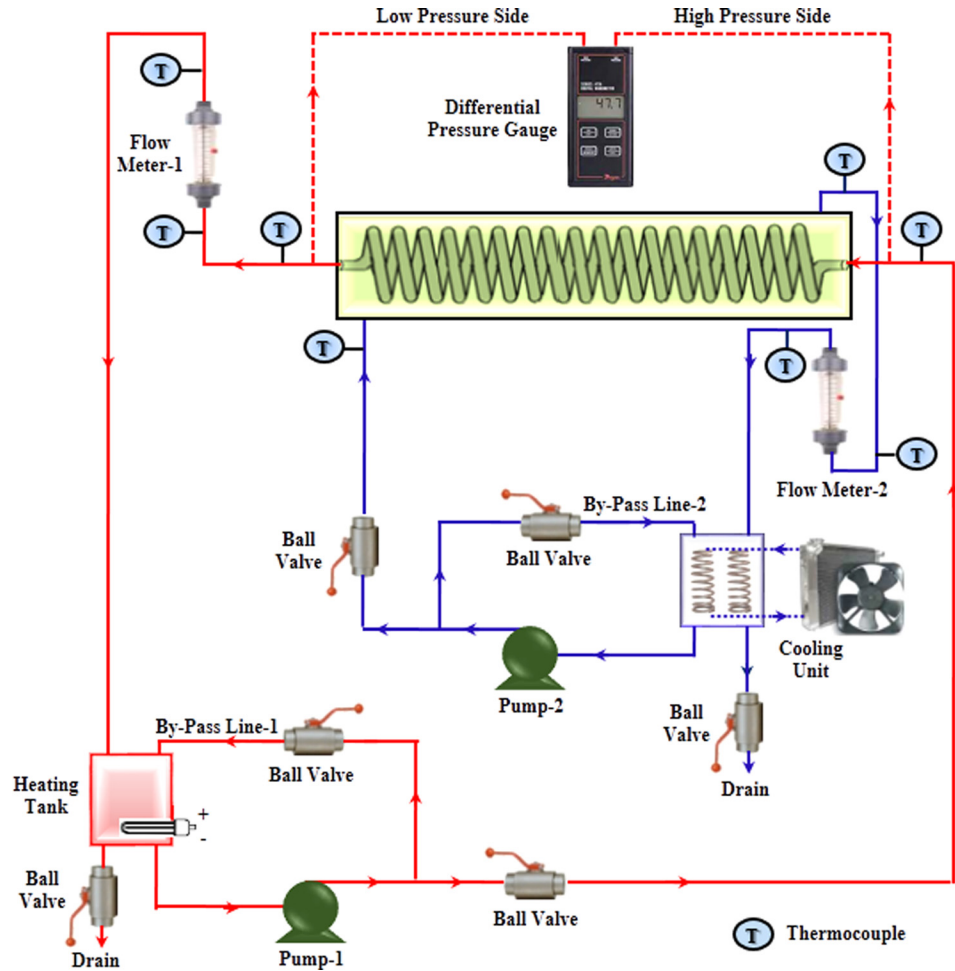 Low Pressure Side
High Pressure Side
T
Flow
Meter-1
Differential
Pressure Gauge
47.7
T
T
T
T
T
T
T
Flow Meter-2
By-Pass Line-2
Ball
Valve
Ball Valve
Cooling
Unit
Pump-2
Ball
Valve
Drain
By-Pass Line-1
Ball Valve
Heating
Tank
+
-
Ball
Valve
Drain
Pump-1
Ball Valve
T
Thermocouple